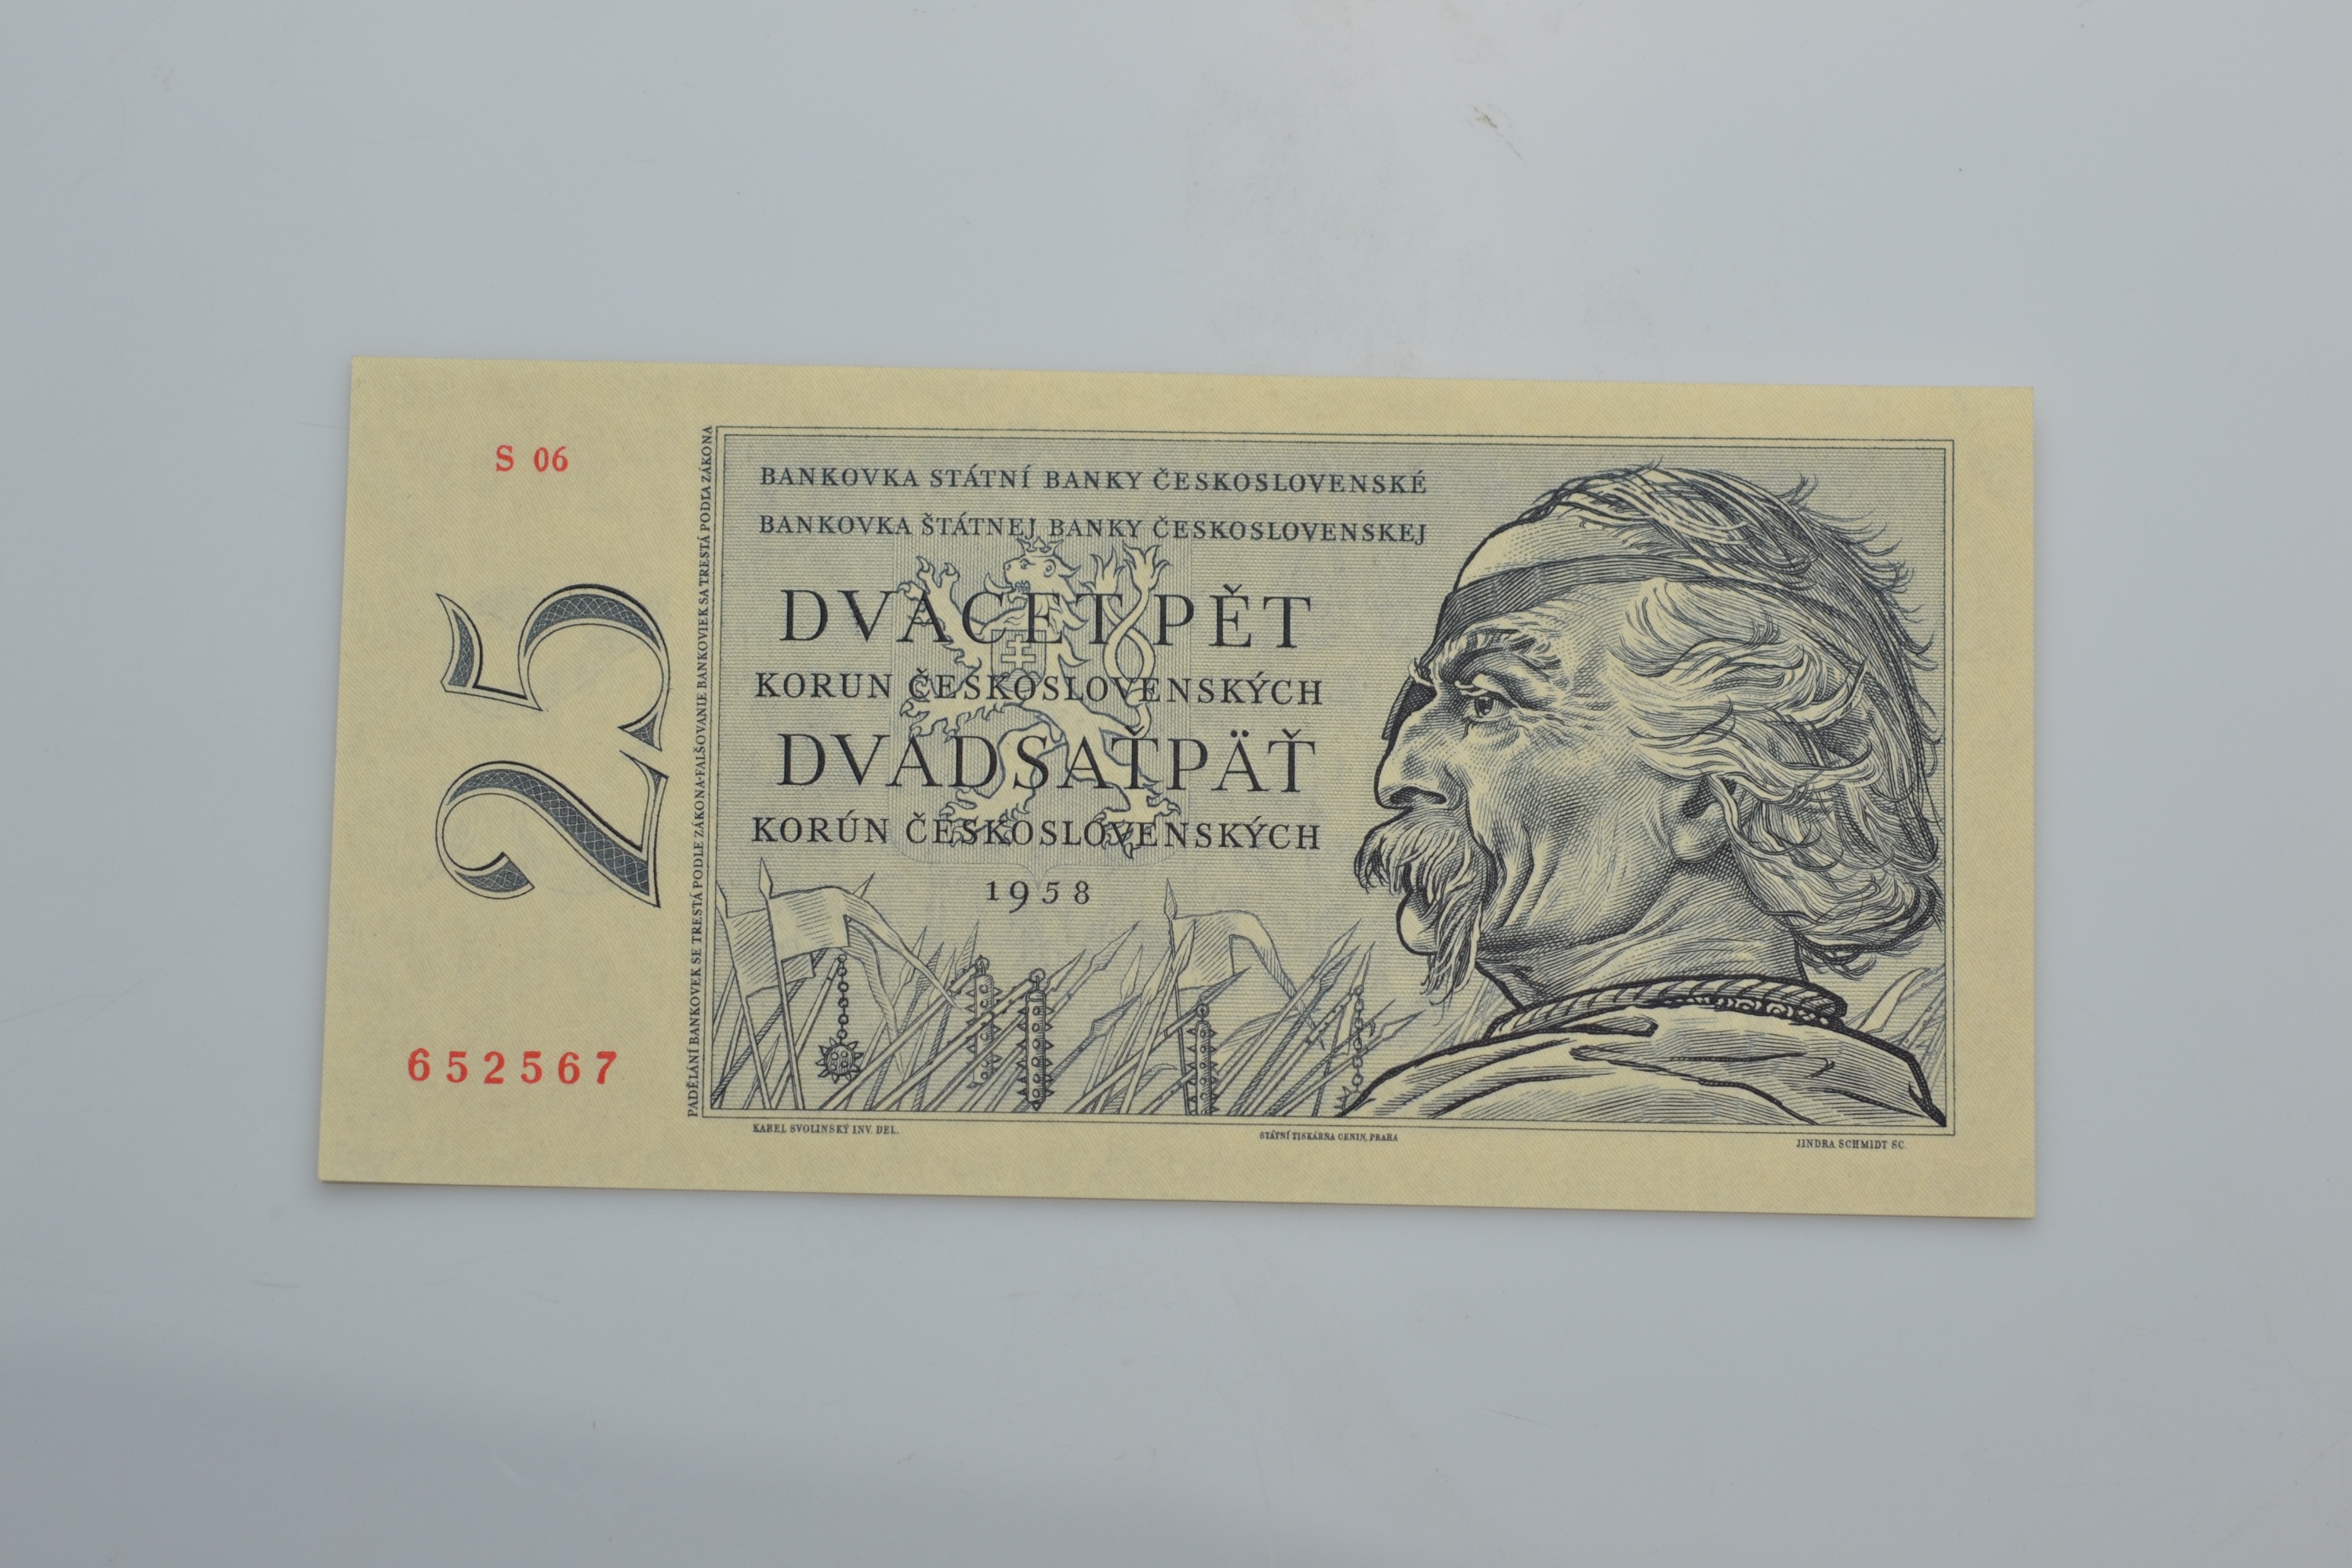 S 06
25
652567
PADĚLÁNÍ BANKOVEK SE TRESTÁ PODLE ZÁKONA-FALŠOVANIE BANKOVIEK SA TRESTÁ PODĽA ZÁKONA
BANKOVKA STÁTNÍ BANKY ČESKOSLOVENSKÉ
BANKOVKA ŠTÁTNEJ BANKY ČESKOSLOVENSKEJ
DVACET PĚT
KORUN ČESKOSLOVENSKÝCH
DVADSAŤPÄŤ
KORÚN ČESKOSLOVENSKÝCH
1958
KAREL SVOLINSKÝ INV. DEL.
STÁTNÍ TISKÁRNA CENIN, PRAHA
JINDRA SCHMIDT SC.